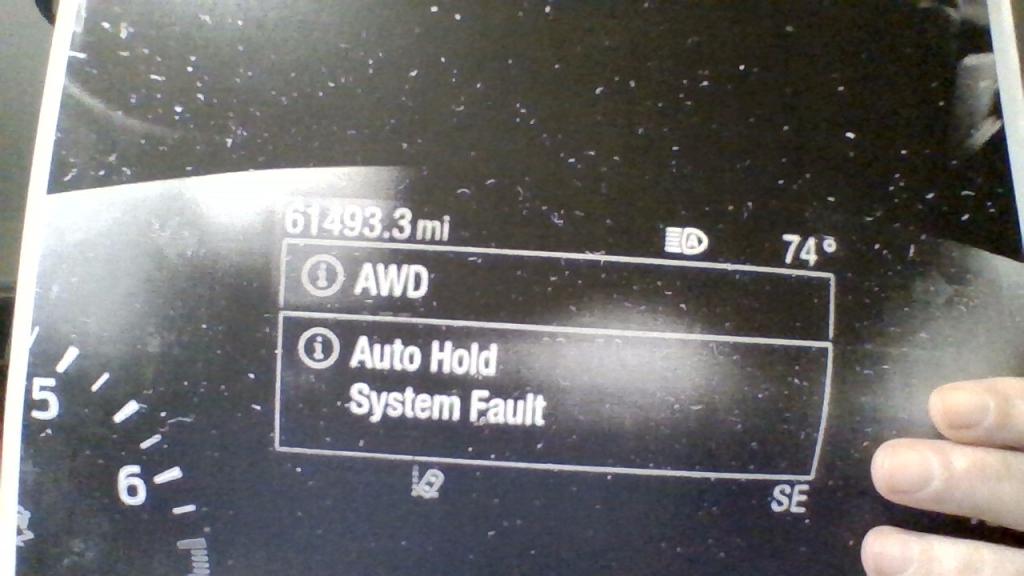 61493.3 mi
74°
AWD
Auto Hold
System Fault
5
6
SE